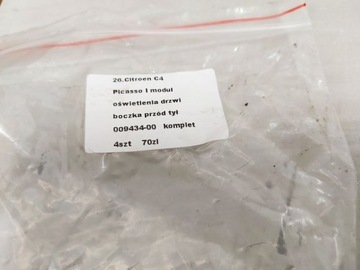 26.Citroen C4
Picasso I moduł
oświetlenia drzwi
boczka przód tył
009434-00 komplet
4szt 70zł